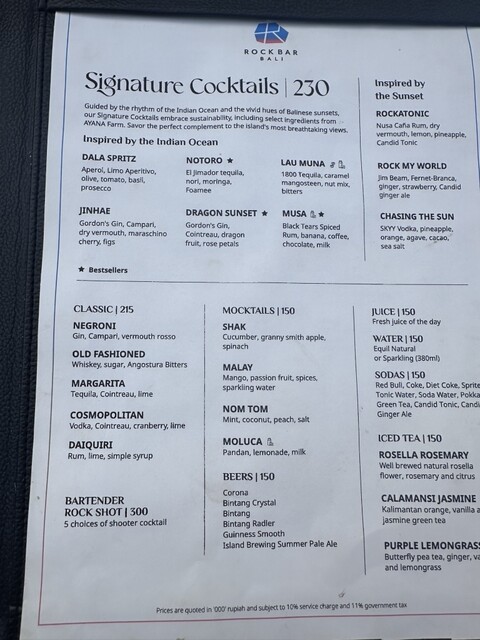 ROCK BAR
BALI
Signature Cocktails | 230
Guided by the rhythm of the Indian Ocean and the vivid hues of Balinese sunsets,
our Signature Cocktails embrace sustainability, including select ingredients from
AYANA Farm. Savor the perfect complement to the island's most breathtaking views.
Inspired by the Indian Ocean
DALA SPRITZ
Aperol, Limo Aperitivo,
olive, tomato, basil,
prosecco
NOTORO ★
El Jimador tequila,
nori, moringa,
Foamee
LAU MUNA
1800 Tequila, caramel
mangosteen, nut mix,
bitters
JINHAE
Gordon's Gin, Campari,
dry vermouth, maraschino
cherry, figs
DRAGON SUNSET ★
Gordon's Gin,
Cointreau, dragon
fruit, rose petals
MUSA ★
Black Tears Spiced
Rum, banana, coffee,
chocolate, milk
★ Bestsellers
Inspired by
the Sunset
ROCKATONIC
Nusa Caña Rum, dry
vermouth, lemon, pineapple,
Candid Tonic
ROCK MY WORLD
Jim Beam, Fernet-Branca,
ginger, strawberry, Candid
ginger ale
CHASING THE SUN
SKYY Vodka, pineapple,
orange, agave, cacao,
sea salt
CLASSIC | 215
NEGRONI
Gin, Campari, vermouth rosso
OLD FASHIONED
Whiskey, sugar, Angostura Bitters
MARGARITA
Tequila, Cointreau, lime
COSMOPOLITAN
Vodka, Cointreau, cranberry, lime
DAIQUIRI
Rum, lime, simple syrup
BARTENDER
ROCK SHOT | 300
5 choices of shooter cocktail
MOCKTAILS | 150
SHAK
Cucumber, granny smith apple,
spinach
MALAY
Mango, passion fruit, spices,
sparkling water
NOM TOM
Mint, coconut, peach, salt
MOLUCA
Pandan, lemonade, milk
BEERS | 150
Corona
Bintang Crystal
Bintang
Bintang Radler
Guinness Smooth
Island Brewing Summer Pale Ale
JUICE | 150
Fresh juice of the day
WATER | 150
Equil Natural
or Sparkling (380ml)
SODAS | 150
Red Bull, Coke, Diet Coke, Sprite
Tonic Water, Soda Water, Pokka
Green Tea, Candid Tonic, Candi
Ginger Ale
ICED TEA | 150
ROSELLA ROSEMARY
Well brewed natural rosella
flower, rosemary and citrus
CALAMANSI JASMINE
Kalimantan orange, vanilla a
jasmine green tea
PURPLE LEMONGRASS
Butterfly pea tea, ginger, va
and lemongrass
Prices are quoted in '000' rupiah and subject to 10% service charge and 11% government tax